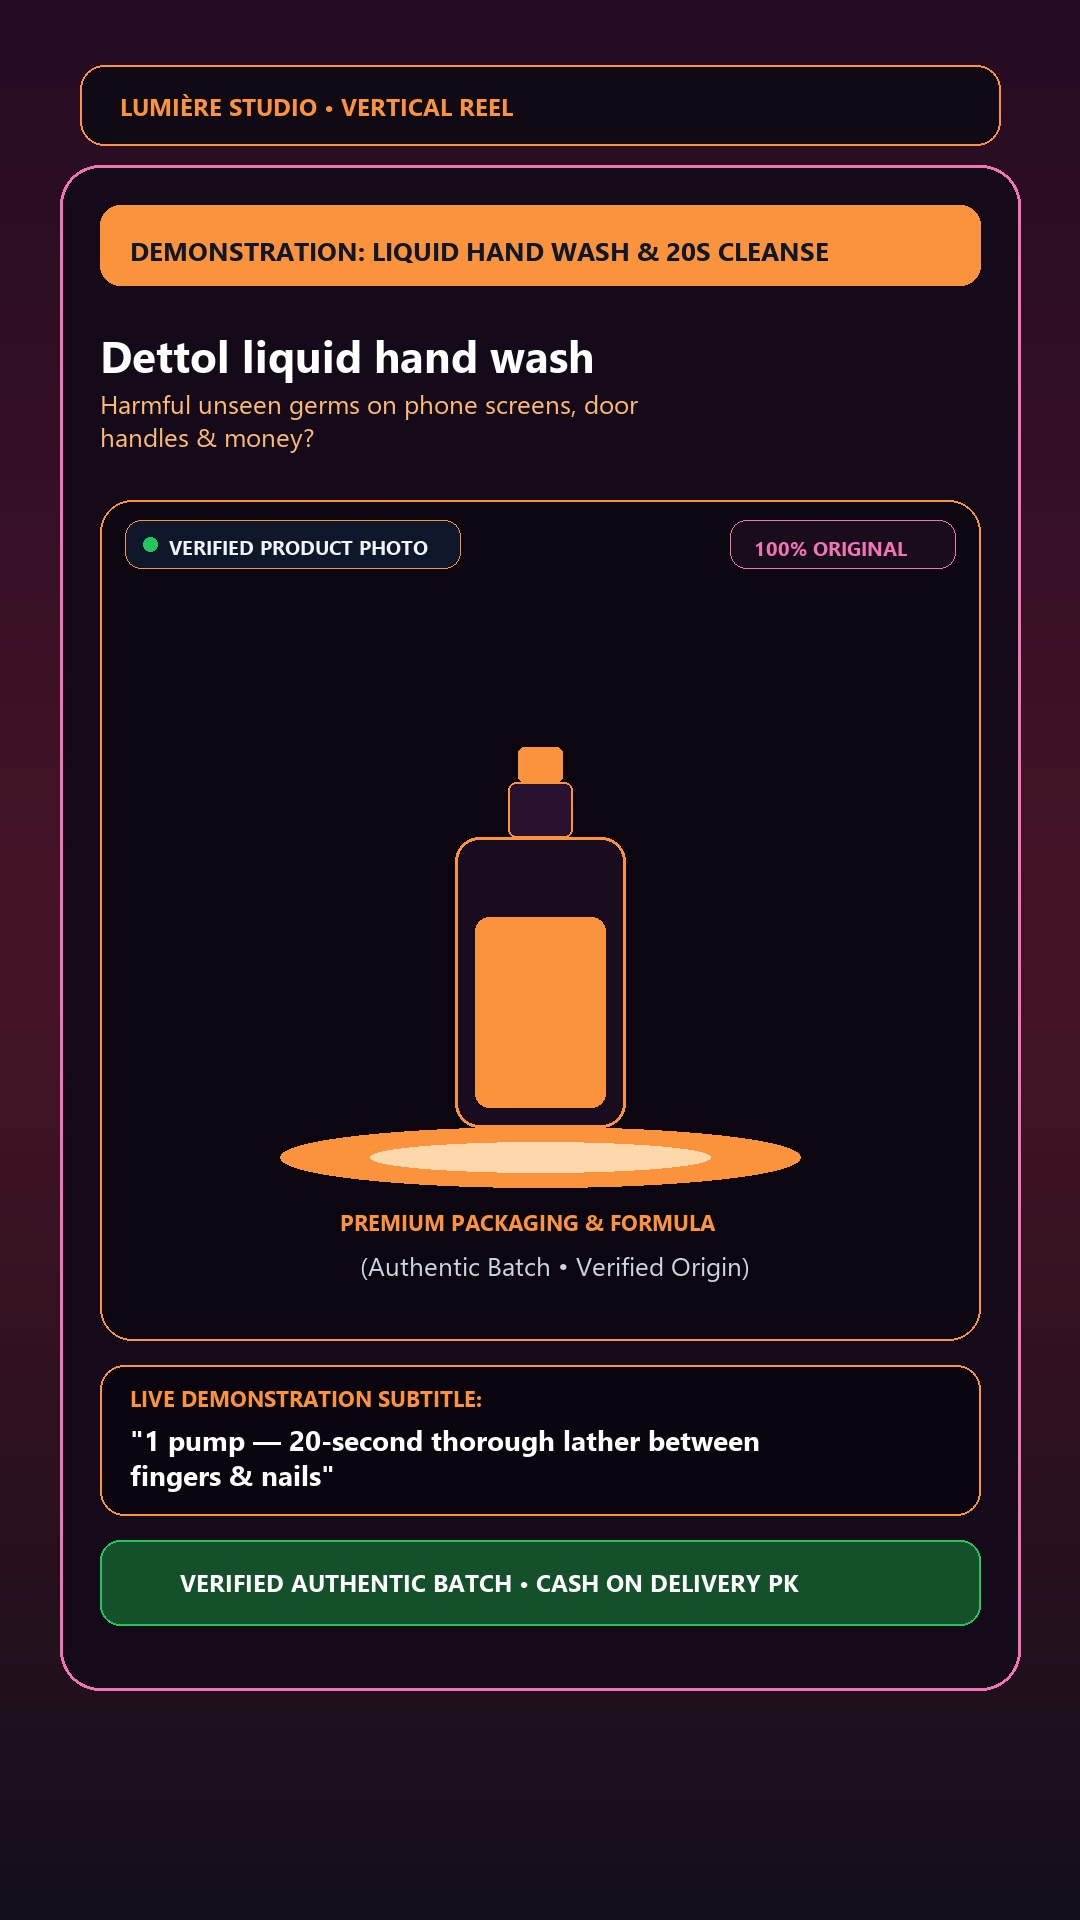 LUMIÈRE STUDIO • VERTICAL REEL
DEMONSTRATION: LIQUID HAND WASH & 20S CLEANSE
Dettol liquid hand wash
Harmful unseen germs on phone screens, door
handles & money?
VERIFIED PRODUCT PHOTO
100% ORIGINAL
PREMIUM PACKAGING & FORMULA
(Authentic Batch • Verified Origin)
LIVE DEMONSTRATION SUBTITLE:
"1 pump — 20-second thorough lather between
fingers & nails"
VERIFIED AUTHENTIC BATCH • CASH ON DELIVERY PK